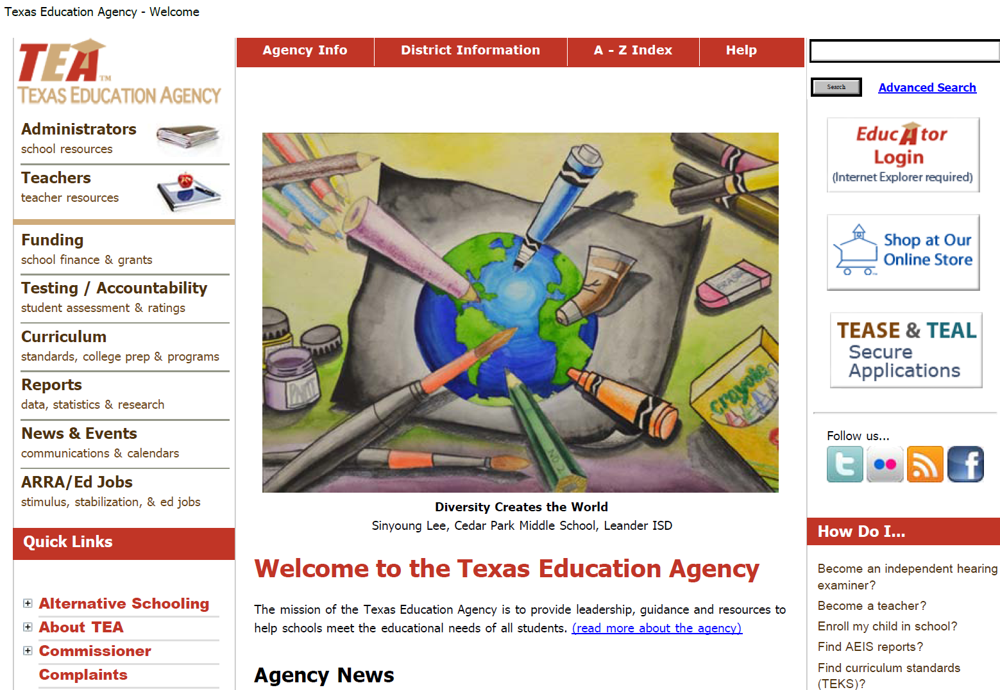 Texas Education Agency - Welcome
TEA™
TEXAS EDUCATION AGENCY
Administrators
school resources
Teachers
teacher resources
Funding
school finance & grants
Testing / Accountability
student assessment & ratings
Curriculum
standards, college prep & programs
Reports
data, statistics & research
News & Events
communications & calendars
ARRA/Ed Jobs
stimulus, stabilization, & ed jobs
Quick Links
Alternative Schooling
About TEA
Commissioner
Complaints
Agency Info
District Information
A - Z Index
Help
ERASE
PAINT
crayola
NO. 2
Diversity Creates the World
Sinyoung Lee, Cedar Park Middle School, Leander ISD
Welcome to the Texas Education Agency
The mission of the Texas Education Agency is to provide leadership, guidance and resources to
help schools meet the educational needs of all students. (read more about the agency)
Agency News
Search
Advanced Search
EducAtor
Login
(Internet Explorer required)
Shop at Our
Online Store
TEASE & TEAL
Secure
Applications
Follow us...
How Do I...
Become an independent hearing
examiner?
Become a teacher?
Enroll my child in school?
Find AEIS reports?
Find curriculum standards
(TEKS)?